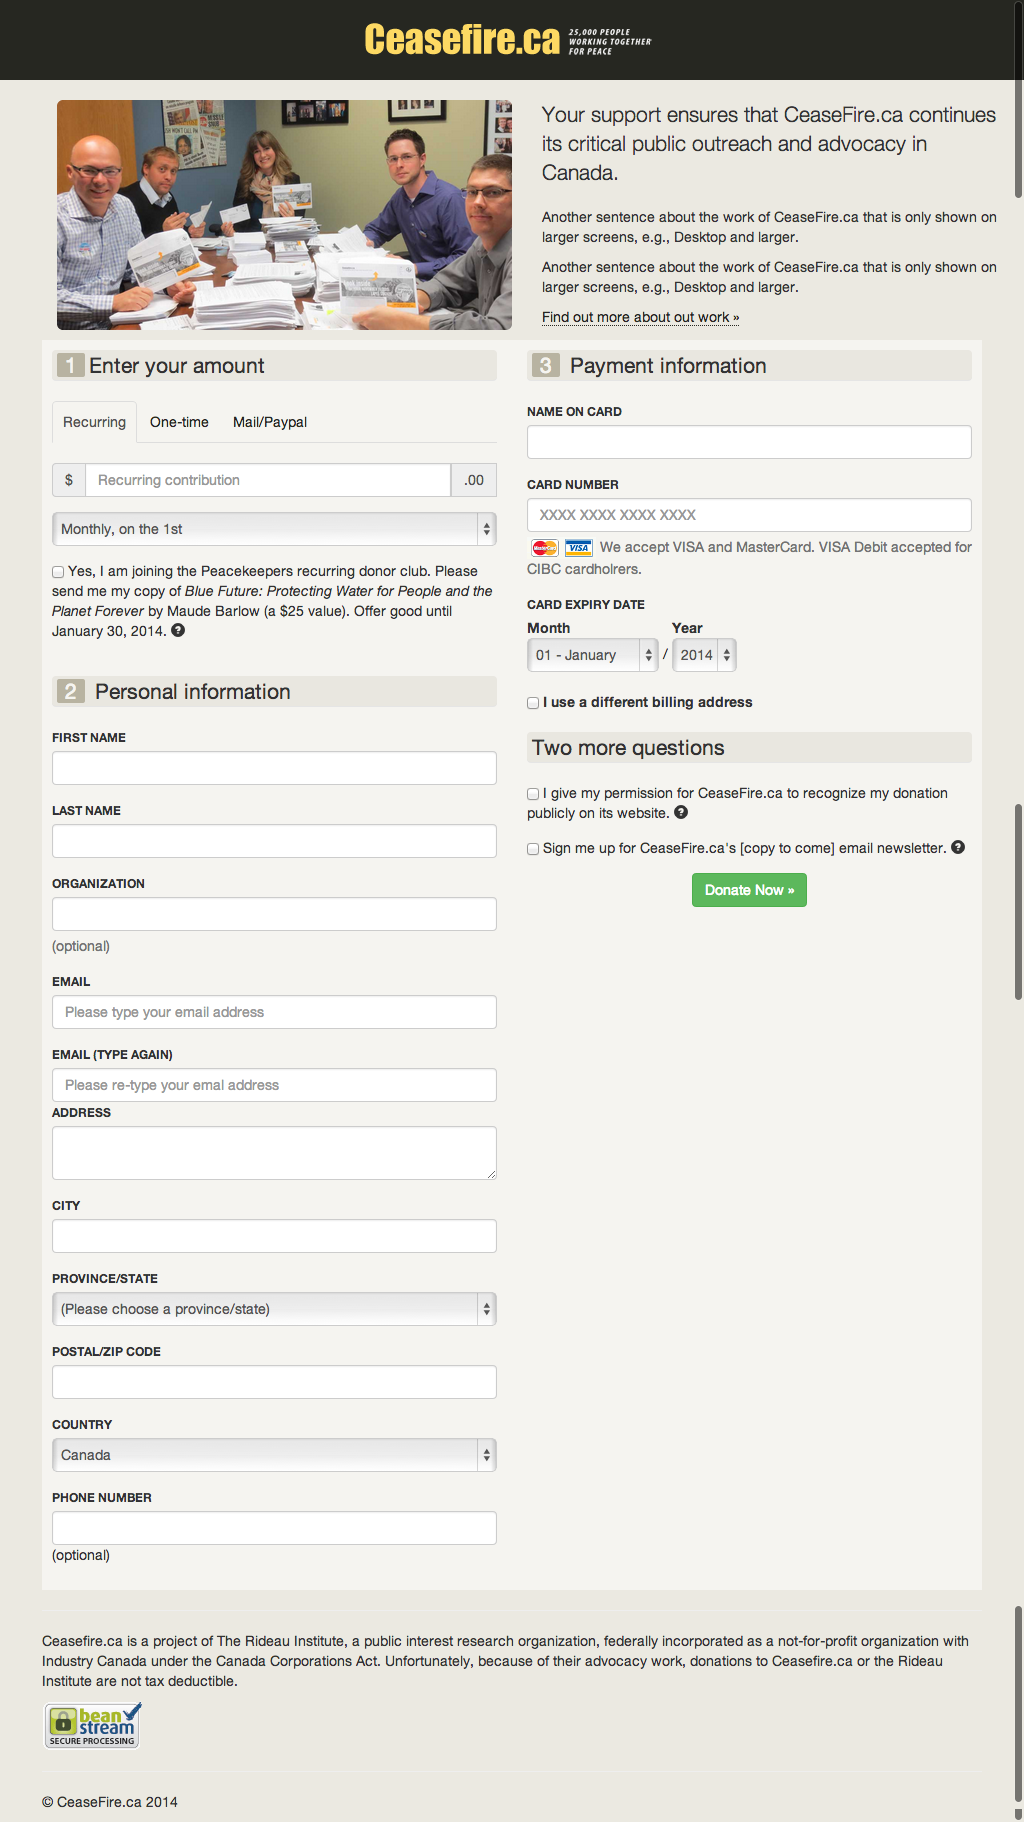 Ceasefire.ca
25,000 PEOPLE
WORKING TOGETHER
FOR PEACE
Your support ensures that CeaseFire.ca continues
its critical public outreach and advocacy in
Canada.
Another sentence about the work of CeaseFire.ca that is only shown on
larger screens, e.g., Desktop and larger.
Another sentence about the work of CeaseFire.ca that is only shown on
larger screens, e.g., Desktop and larger.
Find out more about out work »
1 Enter your amount
Recurring One-time Mail/Paypal
$ Recurring contribution .00
Monthly, on the 1st
Yes, I am joining the Peacekeepers recurring donor club. Please
send me my copy of Blue Future: Protecting Water for People and the
Planet Forever by Maude Barlow (a $25 value). Offer good until
January 30, 2014. ?
2 Personal information
FIRST NAME
LAST NAME
ORGANIZATION
(optional)
EMAIL
Please type your email address
EMAIL (TYPE AGAIN)
Please re-type your emal address
ADDRESS
CITY
PROVINCE/STATE
(Please choose a province/state)
POSTAL/ZIP CODE
COUNTRY
Canada
PHONE NUMBER
(optional)
3 Payment information
NAME ON CARD
CARD NUMBER
XXXX XXXX XXXX XXXX
MasterCard VISA We accept VISA and MasterCard. VISA Debit accepted for
CIBC cardholrers.
CARD EXPIRY DATE
Month Year
01 - January / 2014
I use a different billing address
Two more questions
I give my permission for CeaseFire.ca to recognize my donation
publicly on its website. ?
Sign me up for CeaseFire.ca's [copy to come] email newsletter. ?
Donate Now »
Ceasefire.ca is a project of The Rideau Institute, a public interest research organization, federally incorporated as a not-for-profit organization with
Industry Canada under the Canada Corporations Act. Unfortunately, because of their advocacy work, donations to Ceasefire.ca or the Rideau
Institute are not tax deductible.
bean
stream
SECURE PROCESSING
© CeaseFire.ca 2014